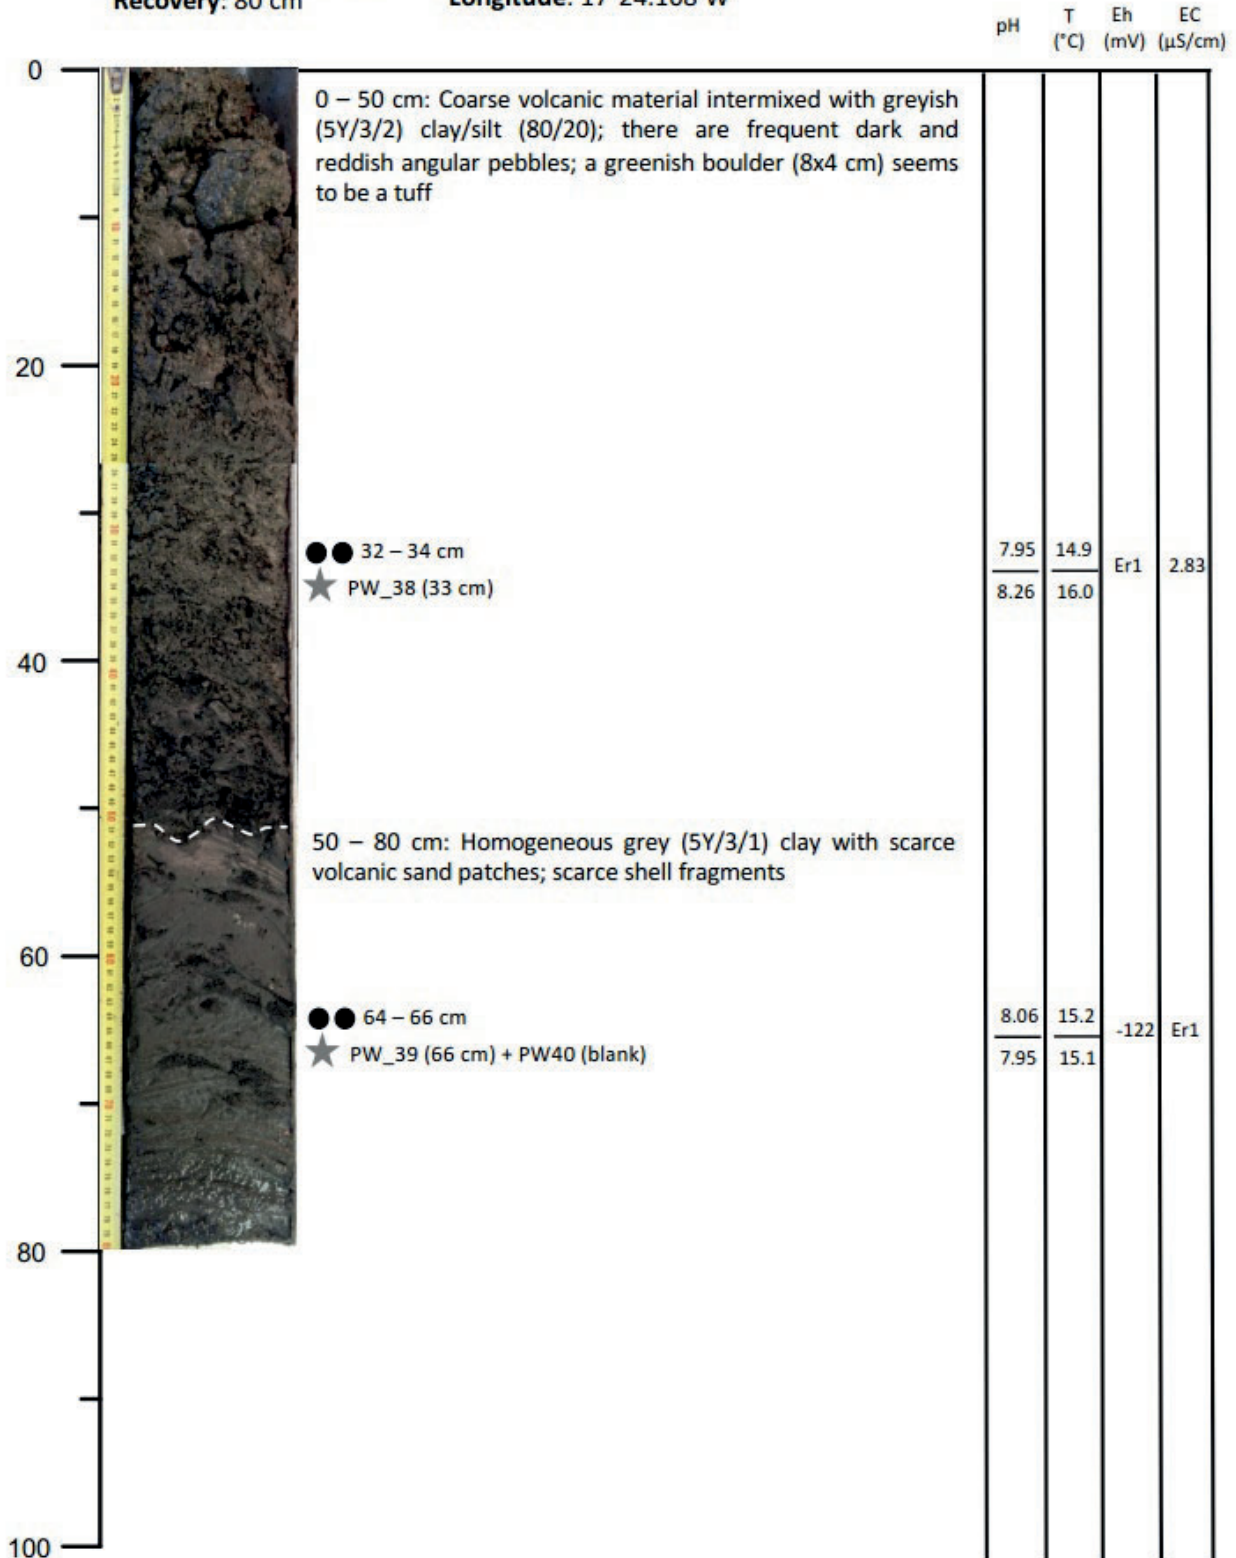 Recovery: 80 cm
Longitude: 17°24.108'W
pH
T
(°C)
Eh
(mV)
EC
(µS/cm)
0
0 – 50 cm: Coarse volcanic material intermixed with greyish
(5Y/3/2) clay/silt (80/20); there are frequent dark and
reddish angular pebbles; a greenish boulder (8x4 cm) seems
to be a tuff
20
32 – 34 cm
PW_38 (33 cm)
7.95
14.9
Er1
2.83
8.26
16.0
40
50 – 80 cm: Homogeneous grey (5Y/3/1) clay with scarce
volcanic sand patches; scarce shell fragments
60
64 – 66 cm
PW_39 (66 cm) + PW40 (blank)
8.06
15.2
-122
Er1
7.95
15.1
80
100